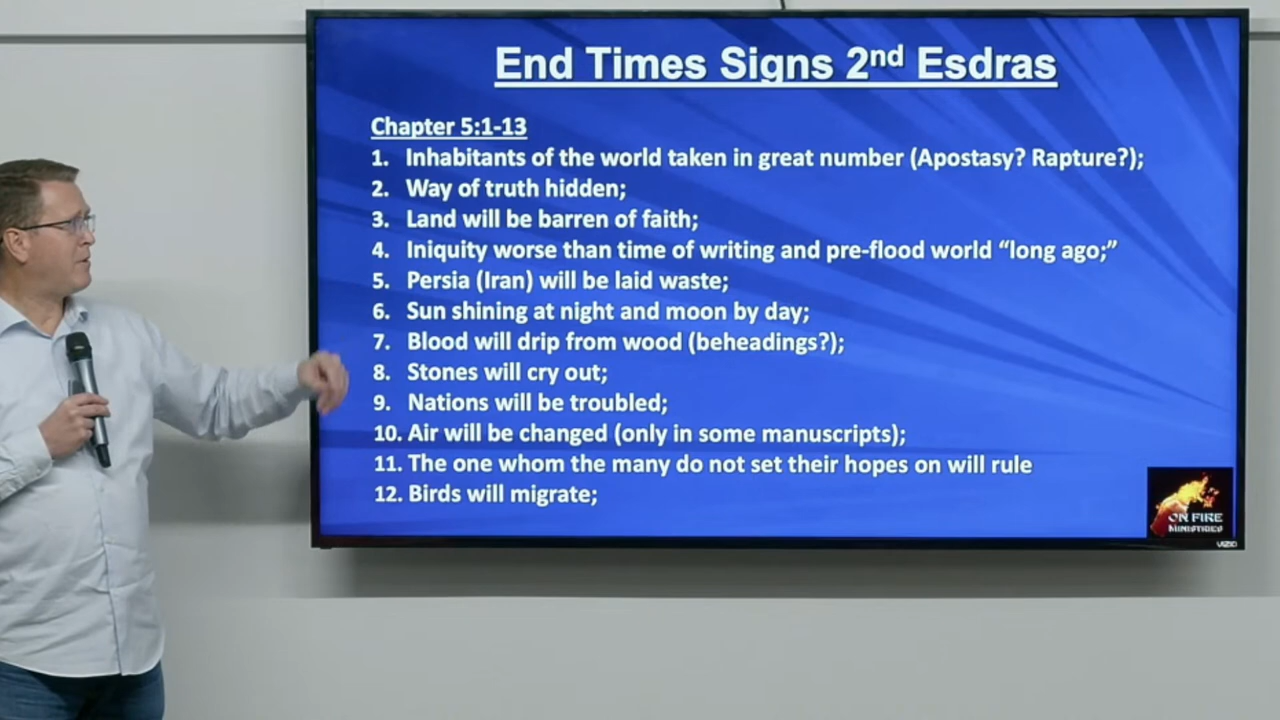 End Times Signs 2nd Esdras
Chapter 5:1-13
1. Inhabitants of the world taken in great number (Apostasy? Rapture?);
2. Way of truth hidden;
3. Land will be barren of faith;
4. Iniquity worse than time of writing and pre-flood world “long ago;”
5. Persia (Iran) will be laid waste;
6. Sun shining at night and moon by day;
7. Blood will drip from wood (beheadings?);
8. Stones will cry out;
9. Nations will be troubled;
10. Air will be changed (only in some manuscripts);
11. The one whom the many do not set their hopes on will rule
12. Birds will migrate;
ON FIRE
MINISTRIES
VIZIO